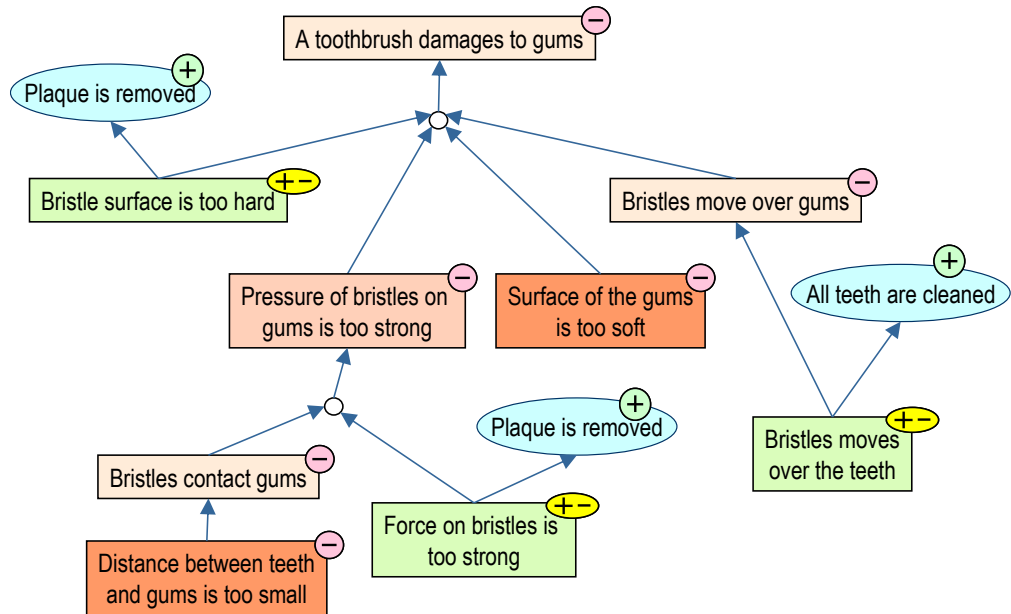 A toothbrush damages to gums
−
+
Plaque is removed
Bristle surface is too hard
+ −
Bristles move over gums
−
Pressure of bristles on
gums is too strong
−
Surface of the gums
is too soft
−
+
All teeth are cleaned
+
Plaque is removed
Bristles moves
over the teeth
+ −
Bristles contact gums
−
Force on bristles is
too strong
+ −
Distance between teeth
and gums is too small
−